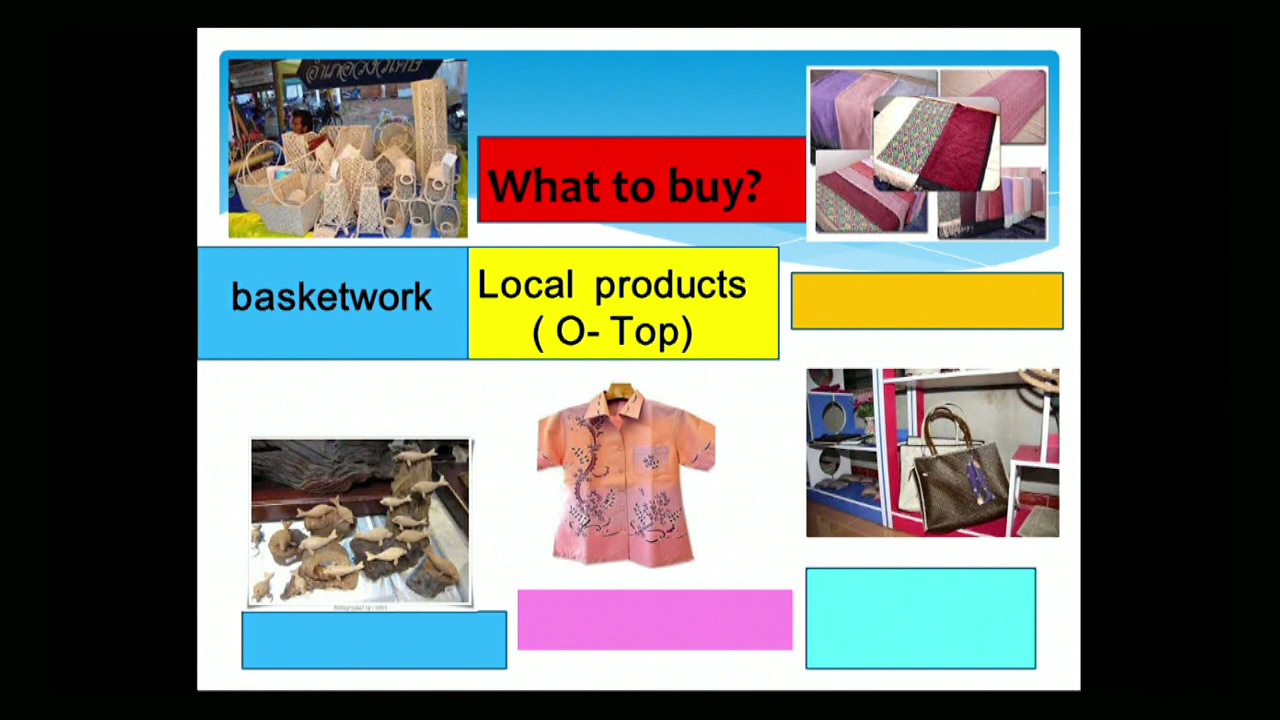 What to buy?
basketwork
Local products
( O- Top)